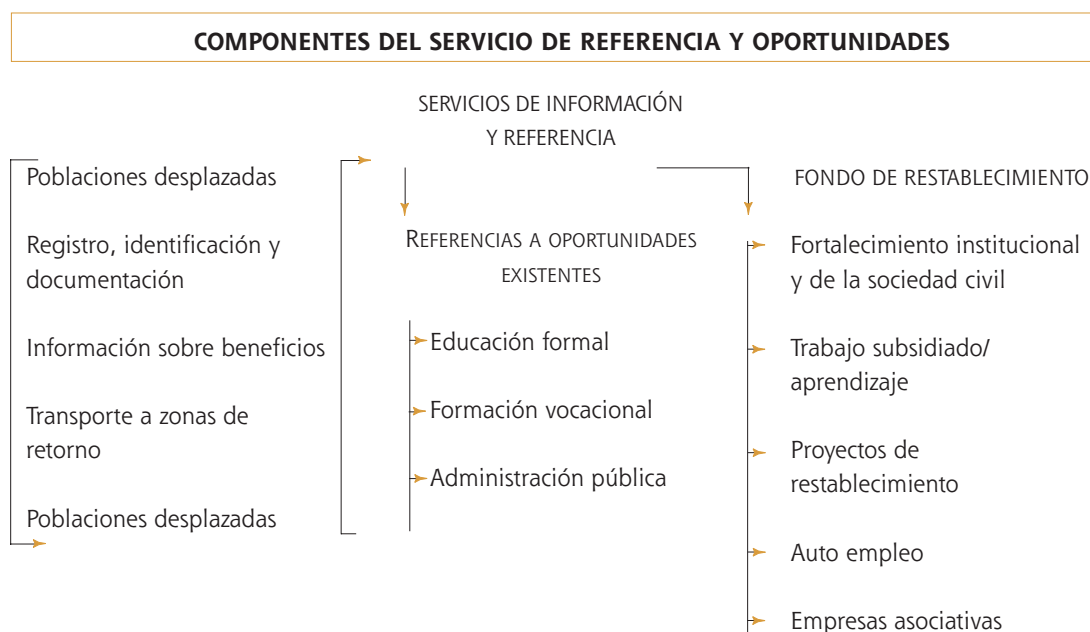 COMPONENTES DEL SERVICIO DE REFERENCIA Y OPORTUNIDADES
SERVICIOS DE INFORMACIÓN
Y REFERENCIA
Poblaciones desplazadas
Registro, identificación y
documentación
Información sobre beneficios
Transporte a zonas de
retorno
Poblaciones desplazadas
REFERENCIAS A OPORTUNIDADES
EXISTENTES
Educación formal
Formación vocacional
Administración pública
FONDO DE RESTABLECIMIENTO
Fortalecimiento institucional
y de la sociedad civil
Trabajo subsidiado/
aprendizaje
Proyectos de
restablecimiento
Auto empleo
Empresas asociativas